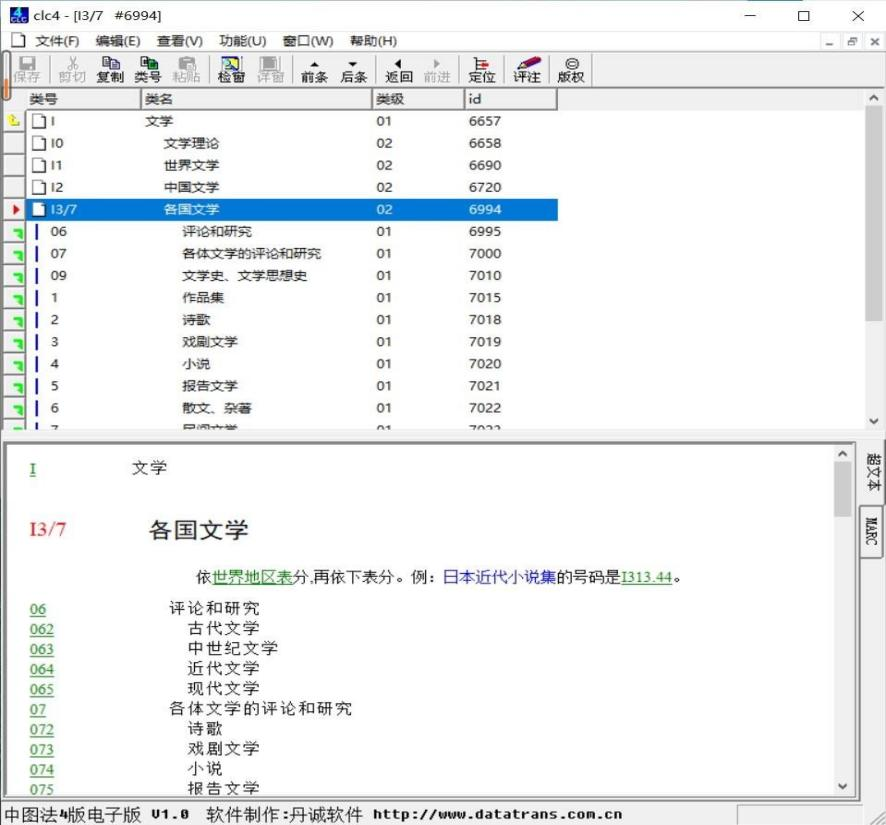 clc4 - [I3/7 #6994]
文件(F) 编辑(E) 查看(V) 功能(U) 窗口(W) 帮助(H)
保存 剪切 复制 类号 粘贴 检窗 详窗 前条 后条 返回 前进 定位 评注 版权
类号 类名 类级 id
I 文学 01 6657
I0 文学理论 02 6658
I1 世界文学 02 6690
I2 中国文学 02 6720
I3/7 各国文学 02 6994
06 评论和研究 01 6995
07 各体文学的评论和研究 01 7000
09 文学史、文学思想史 01 7010
1 作品集 01 7015
2 诗歌 01 7018
3 戏剧文学 01 7019
4 小说 01 7020
5 报告文学 01 7021
6 散文、杂著 01 7022
7 民间文学 01 7023
超文本
MARC
I 文学
I3/7 各国文学
依世界地区表分,再依下表分。例：日本近代小说集的号码是I313.44。
06 评论和研究
062 古代文学
063 中世纪文学
064 近代文学
065 现代文学
07 各体文学的评论和研究
072 诗歌
073 戏剧文学
074 小说
075 报告文学
中图法4版电子版 V1.0 软件制作:丹诚软件 http://www.datatrans.com.cn